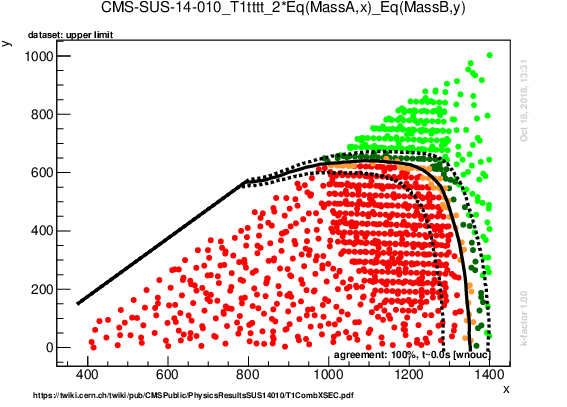 CMS-SUS-14-010_T1tttt_2*Eq(MassA,x)_Eq(MassB,y)
y
dataset: upper limit
1000
800
600
400
200
0
400 600 800 1000 1200 1400
x
agreement: 100%, t~0.0s [wnouc
Oct 18, 2018, 13:31
k-factor 1.00
https://twiki.cern.ch/twiki/pub/CMSPublic/PhysicsResultsSUS14010/T1CombXSEC.pdf